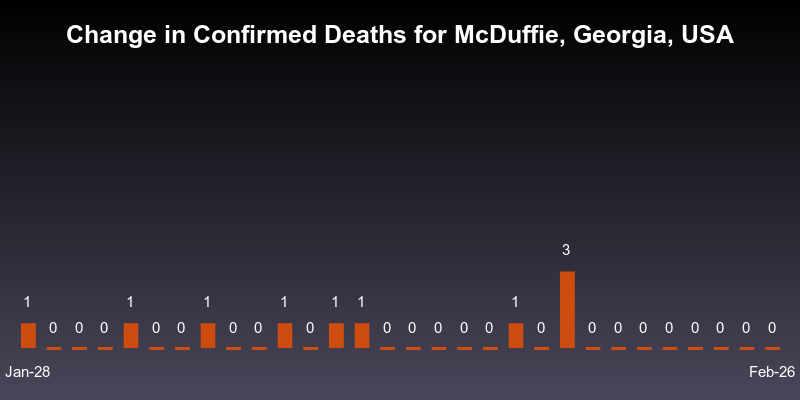 Change in Confirmed Deaths for McDuffie, Georgia, USA
3
1 1 1 1 1 1 1
0 0 0 0 0 0 0 0 0 0 0 0 0 0 0 0 0 0 0 0 0 0
Jan-28 Feb-26